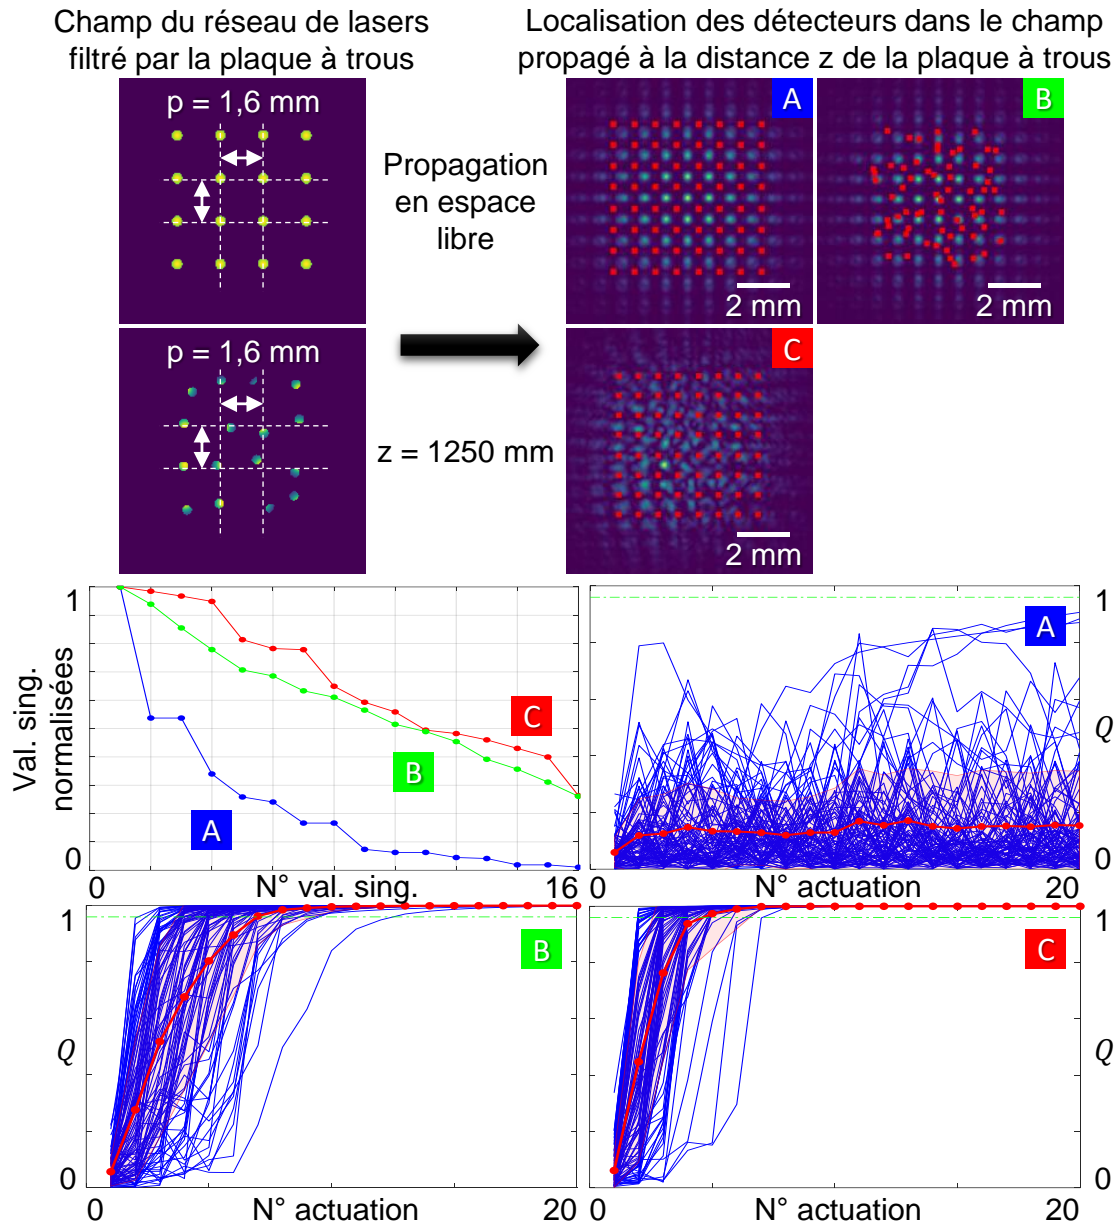 Champ du réseau de lasers
filtré par la plaque à trous
Localisation des détecteurs dans le champ
propagé à la distance z de la plaque à trous
p = 1,6 mm
A
2 mm
B
2 mm
Propagation
en espace
libre
p = 1,6 mm
z = 1250 mm
C
2 mm
Val. sing.
normalisées
1
0
A
B
C
0
N° val. sing.
16
A
1
Q
0
N° actuation
20
1
Q
0
B
0
N° actuation
20
C
1
Q
0
0
N° actuation
20